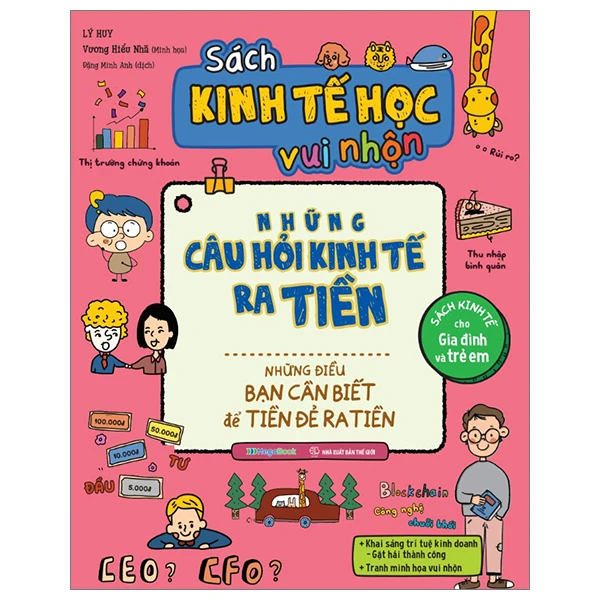 LÝ HUY
Vương Hiểu Nhã (Minh họa)
Đặng Minh Anh (dịch)
Sách
KINH TẾ HỌC
vui nhộn
Thị trường chứng khoán
Rủi ro?
NHỮNG
CÂU HỎI KINH TẾ
RA TIỀN
Thu nhập
bình quân
SÁCH KINH TẾ
cho
Gia đình
và trẻ em
NHỮNG ĐIỀU
BẠN CẦN BIẾT
để TIỀN ĐẺ RA TIỀN
MegaBook
NHÀ XUẤT BẢN THẾ GIỚI
100.000đ
50.000đ
10.000đ
5.000đ
ĐẦU
TƯ
Blockchain
Công nghệ
chuỗi khối
CEO? CFO?
+ Khai sáng trí tuệ kinh doanh
- Gặt hái thành công
+ Tranh minh họa vui nhộn